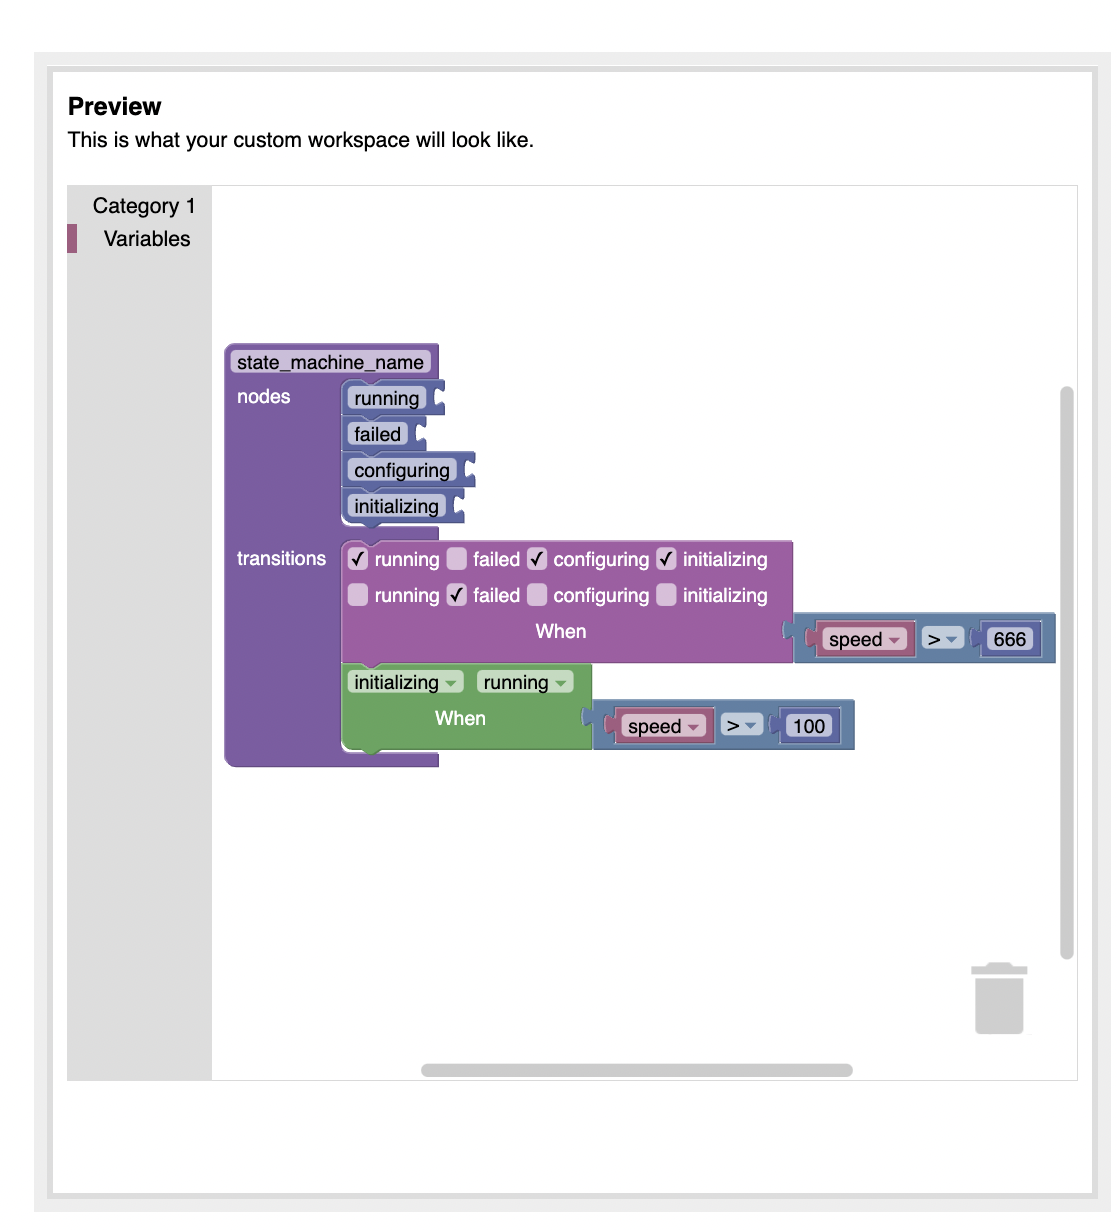 Preview
This is what your custom workspace will look like.
Category 1
Variables
state_machine_name
nodes
running
failed
configuring
initializing
transitions
running failed configuring initializing
running failed configuring initializing
When speed > 666
initializing running
When speed > 100